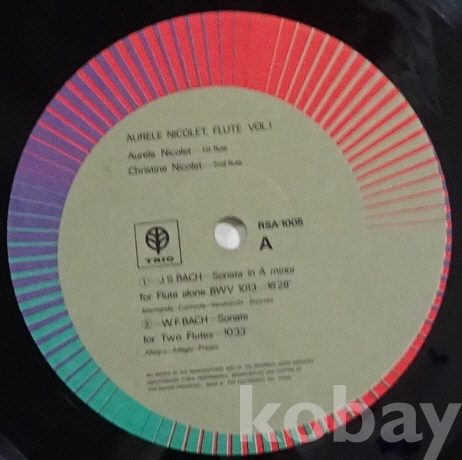 AURELE NICOLET, FLUTE VOL.1
Aurele Nicolet — 1st flute
Christine Nicolet — 2nd flute
TRIO
RSA-1005
A
① J.S.BACH — Sonata in A minor
for Flute alone BWV 1013 — 16'28"
Allemande - Corrente - Sarabande - Bourrée
② W.F.BACH — Sonate
for Two Flutes — 10'33"
Allegro - Adagio - Presto
kobay